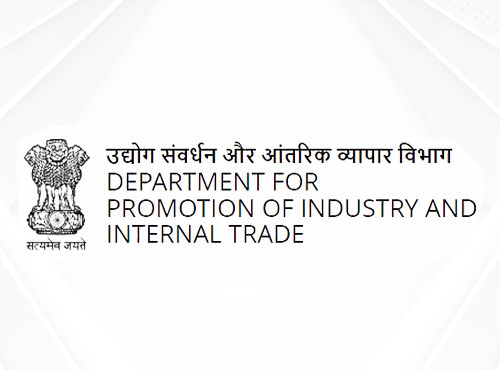 उद्योग संवर्धन और आंतरिक व्यापार विभाग
DEPARTMENT FOR
PROMOTION OF INDUSTRY AND
INTERNAL TRADE
सत्यमेव जयते